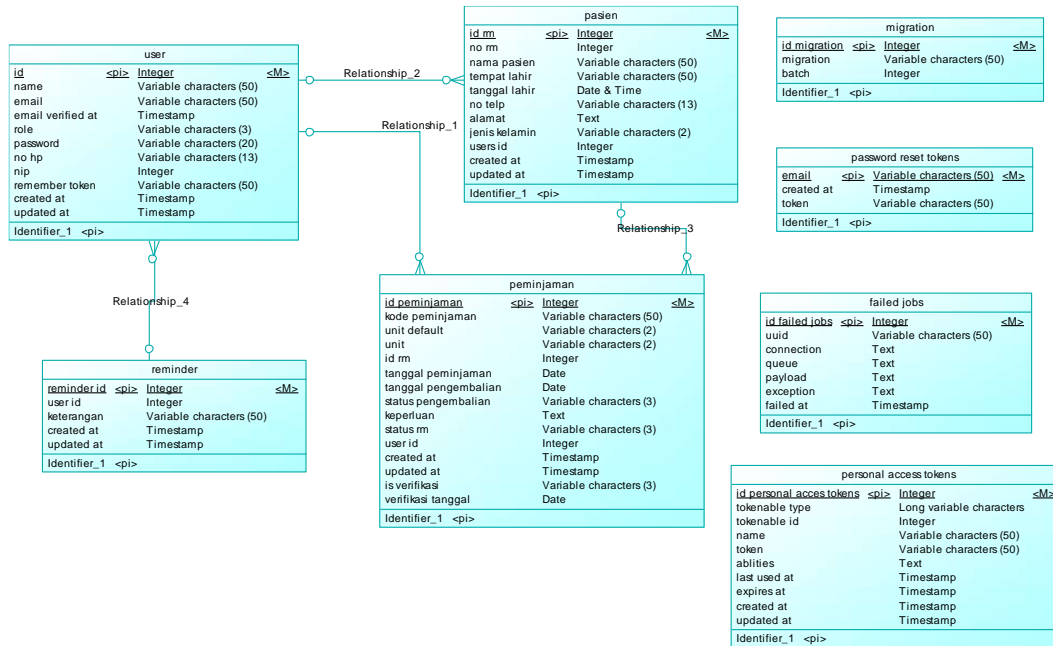 user
id <pi> Integer <M>
name Variable characters (50)
email Variable characters (50)
email verified at Timestamp
role Variable characters (3)
password Variable characters (20)
no hp Variable characters (13)
nip Integer
remember token Variable characters (50)
created at Timestamp
updated at Timestamp
Identifier_1 <pi>
Relationship_2
Relationship_1
pasien
id rm <pi> Integer <M>
no rm Integer
nama pasien Variable characters (50)
tempat lahir Variable characters (50)
tanggal lahir Date & Time
no telp Variable characters (13)
alamat Text
jenis kelamin Variable characters (2)
users id Integer
created at Timestamp
updated at Timestamp
Identifier_1 <pi>
Relationship_3
Relationship_4
reminder
reminder id <pi> Integer <M>
user id Integer
keterangan Variable characters (50)
created at Timestamp
updated at Timestamp
Identifier_1 <pi>
peminjaman
id peminjaman <pi> Integer <M>
kode peminjaman Variable characters (50)
unit default Variable characters (2)
unit Variable characters (2)
id rm Integer
tanggal peminjaman Date
tanggal pengembalian Date
status pengembalian Variable characters (3)
keperluan Text
status rm Variable characters (3)
user id Integer
created at Timestamp
updated at Timestamp
is verifikasi Variable characters (3)
verifikasi tanggal Date
Identifier_1 <pi>
migration
id migration <pi> Integer <M>
migration Variable characters (50)
batch Integer
Identifier_1 <pi>
password reset tokens
email <pi> Variable characters (50) <M>
created at Timestamp
token Variable characters (50)
Identifier_1 <pi>
failed jobs
id failed jobs <pi> Integer <M>
uuid Variable characters (50)
connection Text
queue Text
payload Text
exception Text
failed at Timestamp
Identifier_1 <pi>
personal access tokens
id personal acces tokens <pi> Integer <M>
tokenable type Long variable characters
tokenable id Integer
name Variable characters (50)
token Variable characters (50)
ablities Text
last used at Timestamp
expires at Timestamp
created at Timestamp
updated at Timestamp
Identifier_1 <pi>